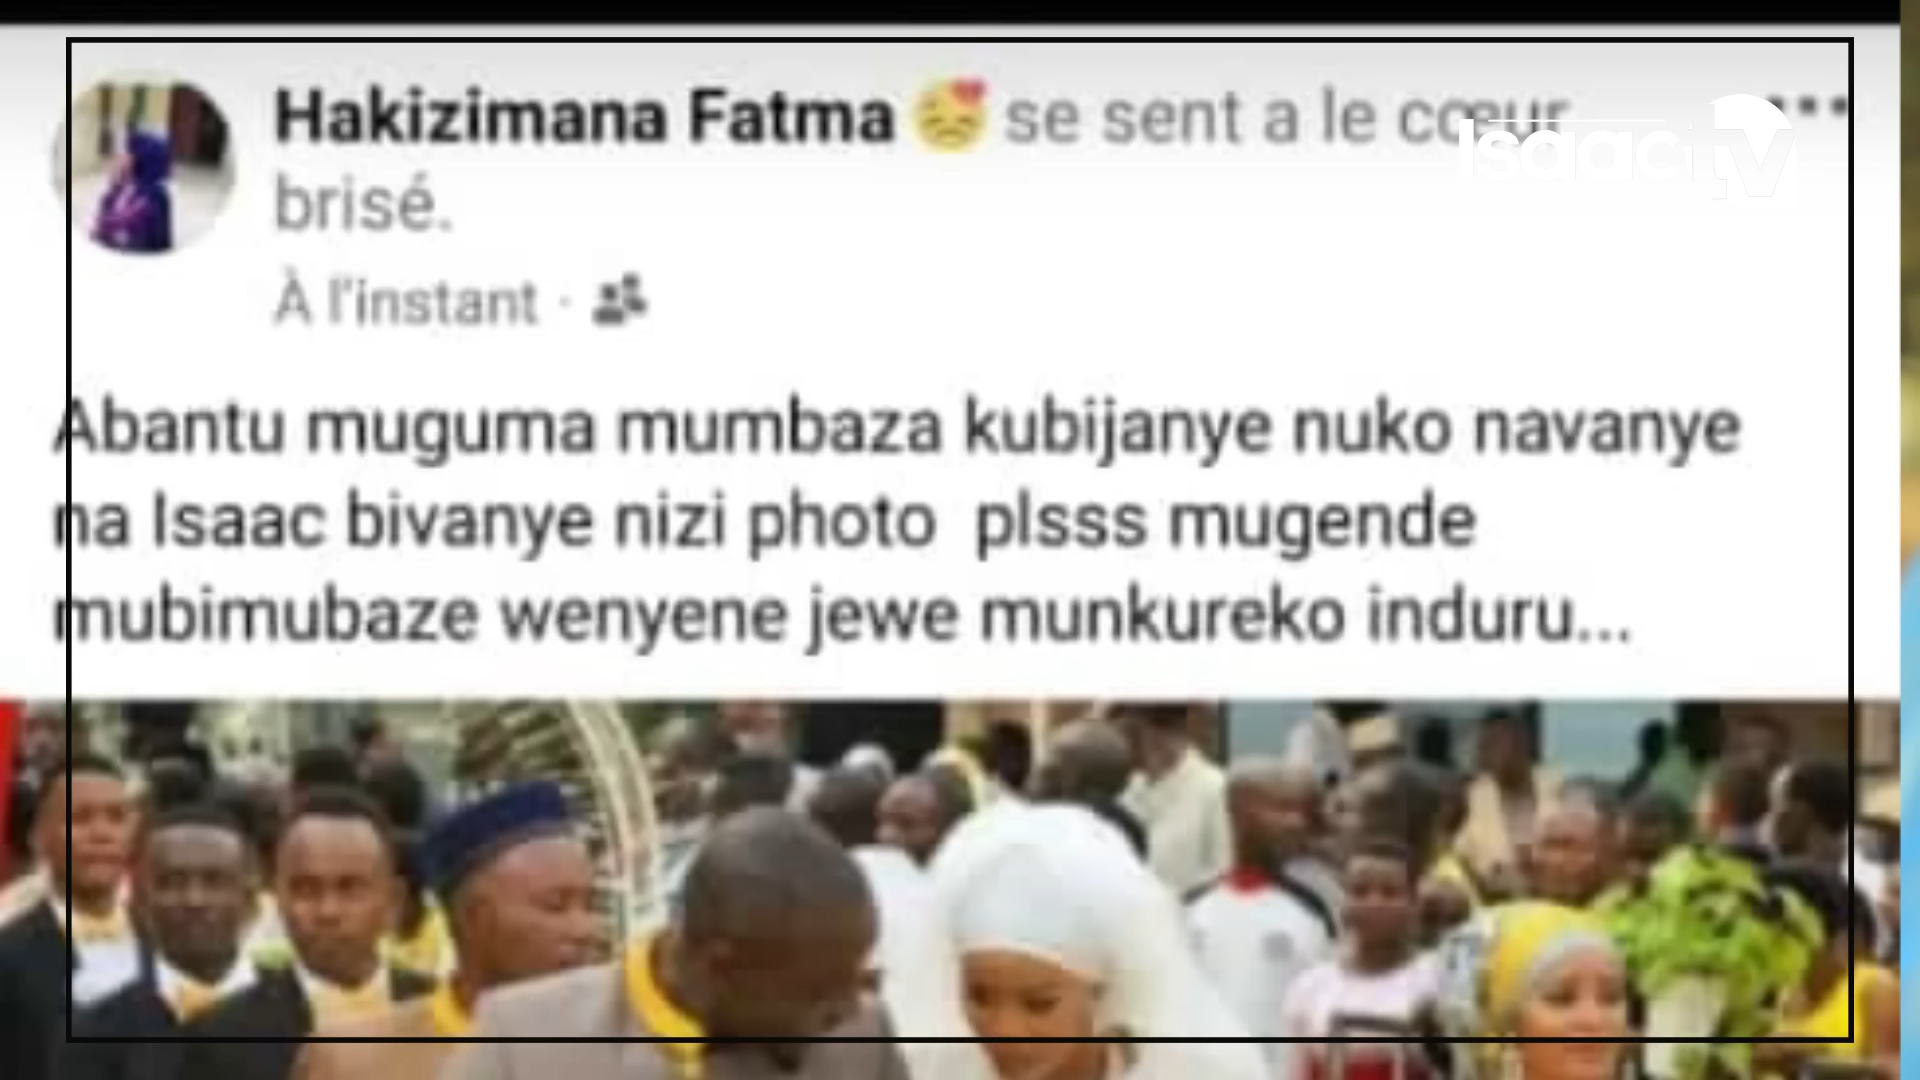 Hakizimana Fatma se sent a le cœur
brisé.
À l'instant ·
Abantu muguma mumbaza kubijanye nuko navanye
na Isaac bivanye nizi photo plsss mugende
mubimubaze wenyene jewe munkureko induru...
Isaac TV